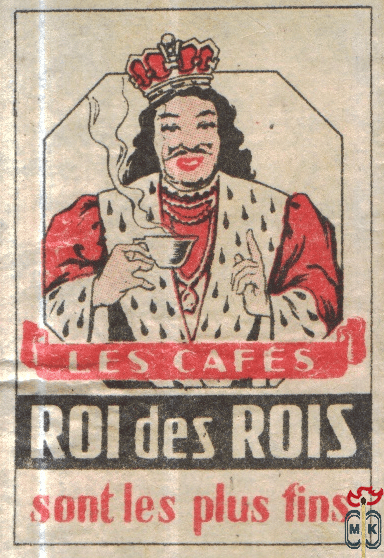 LES CAFÉS
ROI des ROIS
sont les plus fins
MK